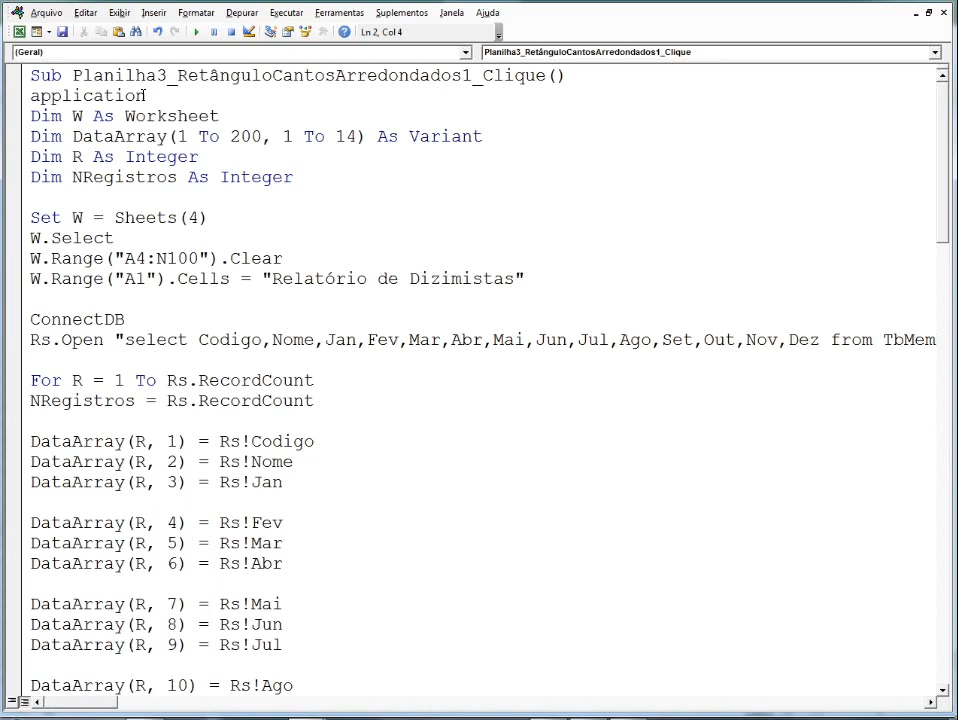 Arquivo Editar Exibir Inserir Formatar Depurar Executar Ferramentas Suplementos Janela Ajuda
Ln 2, Col 4
(Geral) Planilha3_RetânguloCantosArredondados1_Clique
Sub Planilha3_RetânguloCantosArredondados1_Clique()
application
Dim W As Worksheet
Dim DataArray(1 To 200, 1 To 14) As Variant
Dim R As Integer
Dim NRegistros As Integer
Set W = Sheets(4)
W.Select
W.Range("A4:N100").Clear
W.Range("A1").Cells = "Relatório de Dizimistas"
ConnectDB
Rs.Open "select Codigo,Nome,Jan,Fev,Mar,Abr,Mai,Jun,Jul,Ago,Set,Out,Nov,Dez from TbMem
For R = 1 To Rs.RecordCount
NRegistros = Rs.RecordCount
DataArray(R, 1) = Rs!Codigo
DataArray(R, 2) = Rs!Nome
DataArray(R, 3) = Rs!Jan
DataArray(R, 4) = Rs!Fev
DataArray(R, 5) = Rs!Mar
DataArray(R, 6) = Rs!Abr
DataArray(R, 7) = Rs!Mai
DataArray(R, 8) = Rs!Jun
DataArray(R, 9) = Rs!Jul
DataArray(R, 10) = Rs!Ago